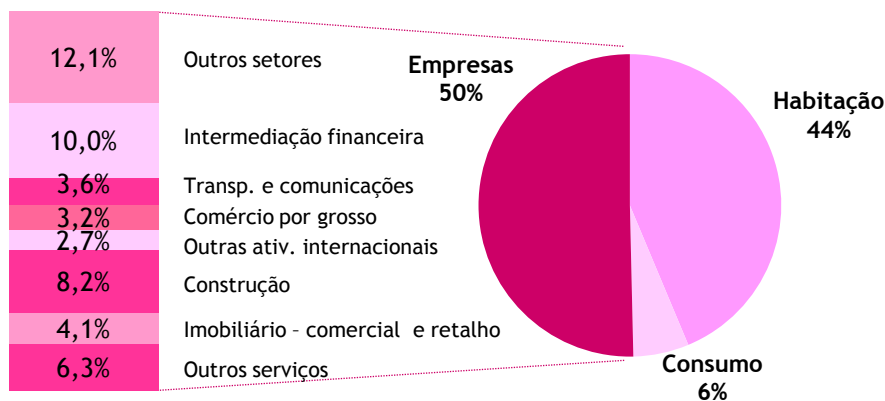 12,1% Outros setores
10,0% Intermediação financeira
3,6% Transp. e comunicações
3,2% Comércio por grosso
2,7% Outras ativ. internacionais
8,2% Construção
4,1% Imobiliário - comercial e retalho
6,3% Outros serviços
Empresas
50%
Habitação
44%
Consumo
6%